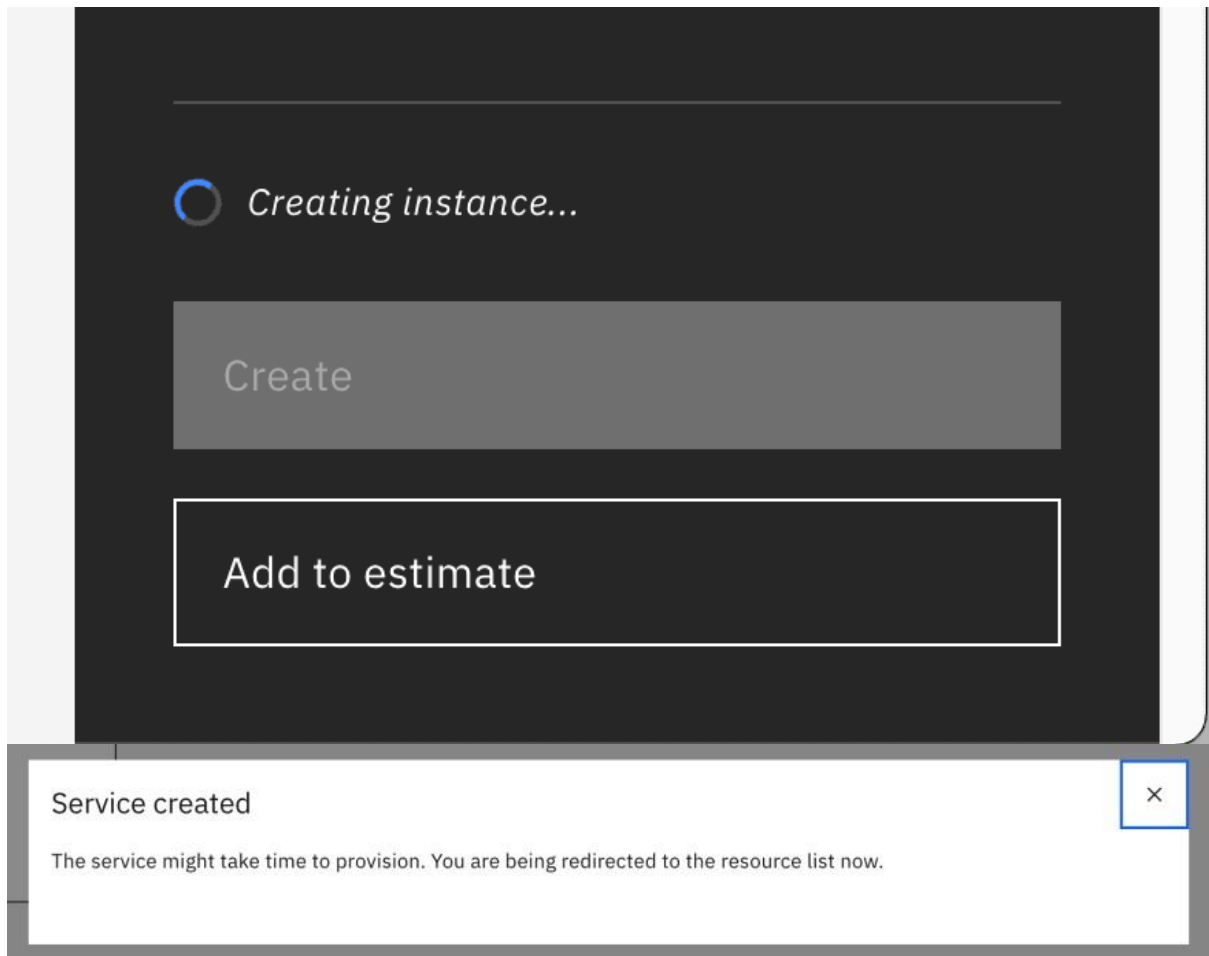 Creating instance...
Create
Add to estimate
Service created
The service might take time to provision. You are being redirected to the resource list now.